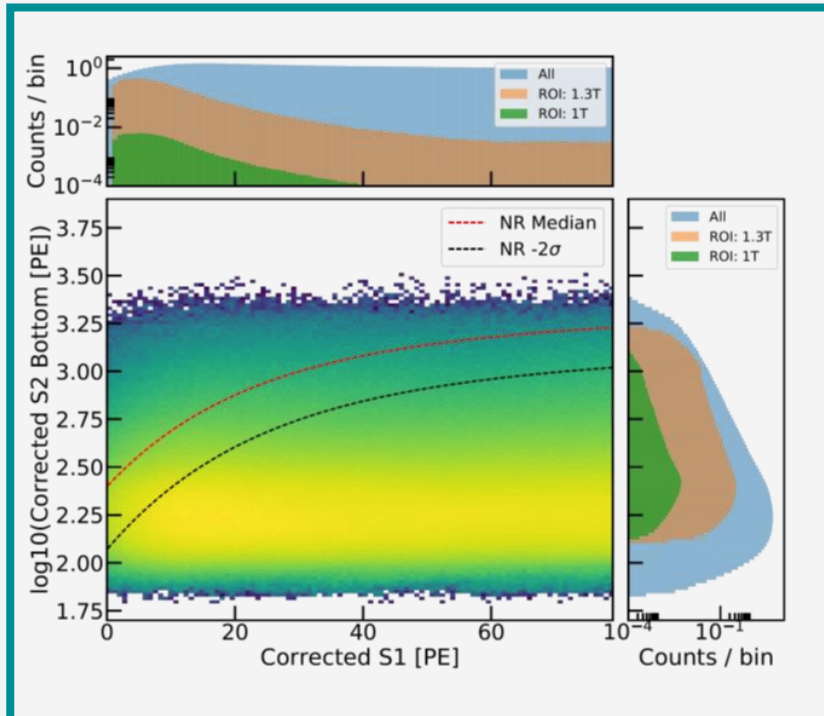 Counts / bin
10⁰
10⁻²
10⁻⁴
All
ROI: 1.3T
ROI: 1T
log10(Corrected S2 Bottom [PE])
3.75
3.50
3.25
3.00
2.75
2.50
2.25
2.00
1.75
NR Median
NR -2σ
All
ROI: 1.3T
ROI: 1T
0
20
40
60
10⁻⁴
10⁻¹
Corrected S1 [PE]
Counts / bin